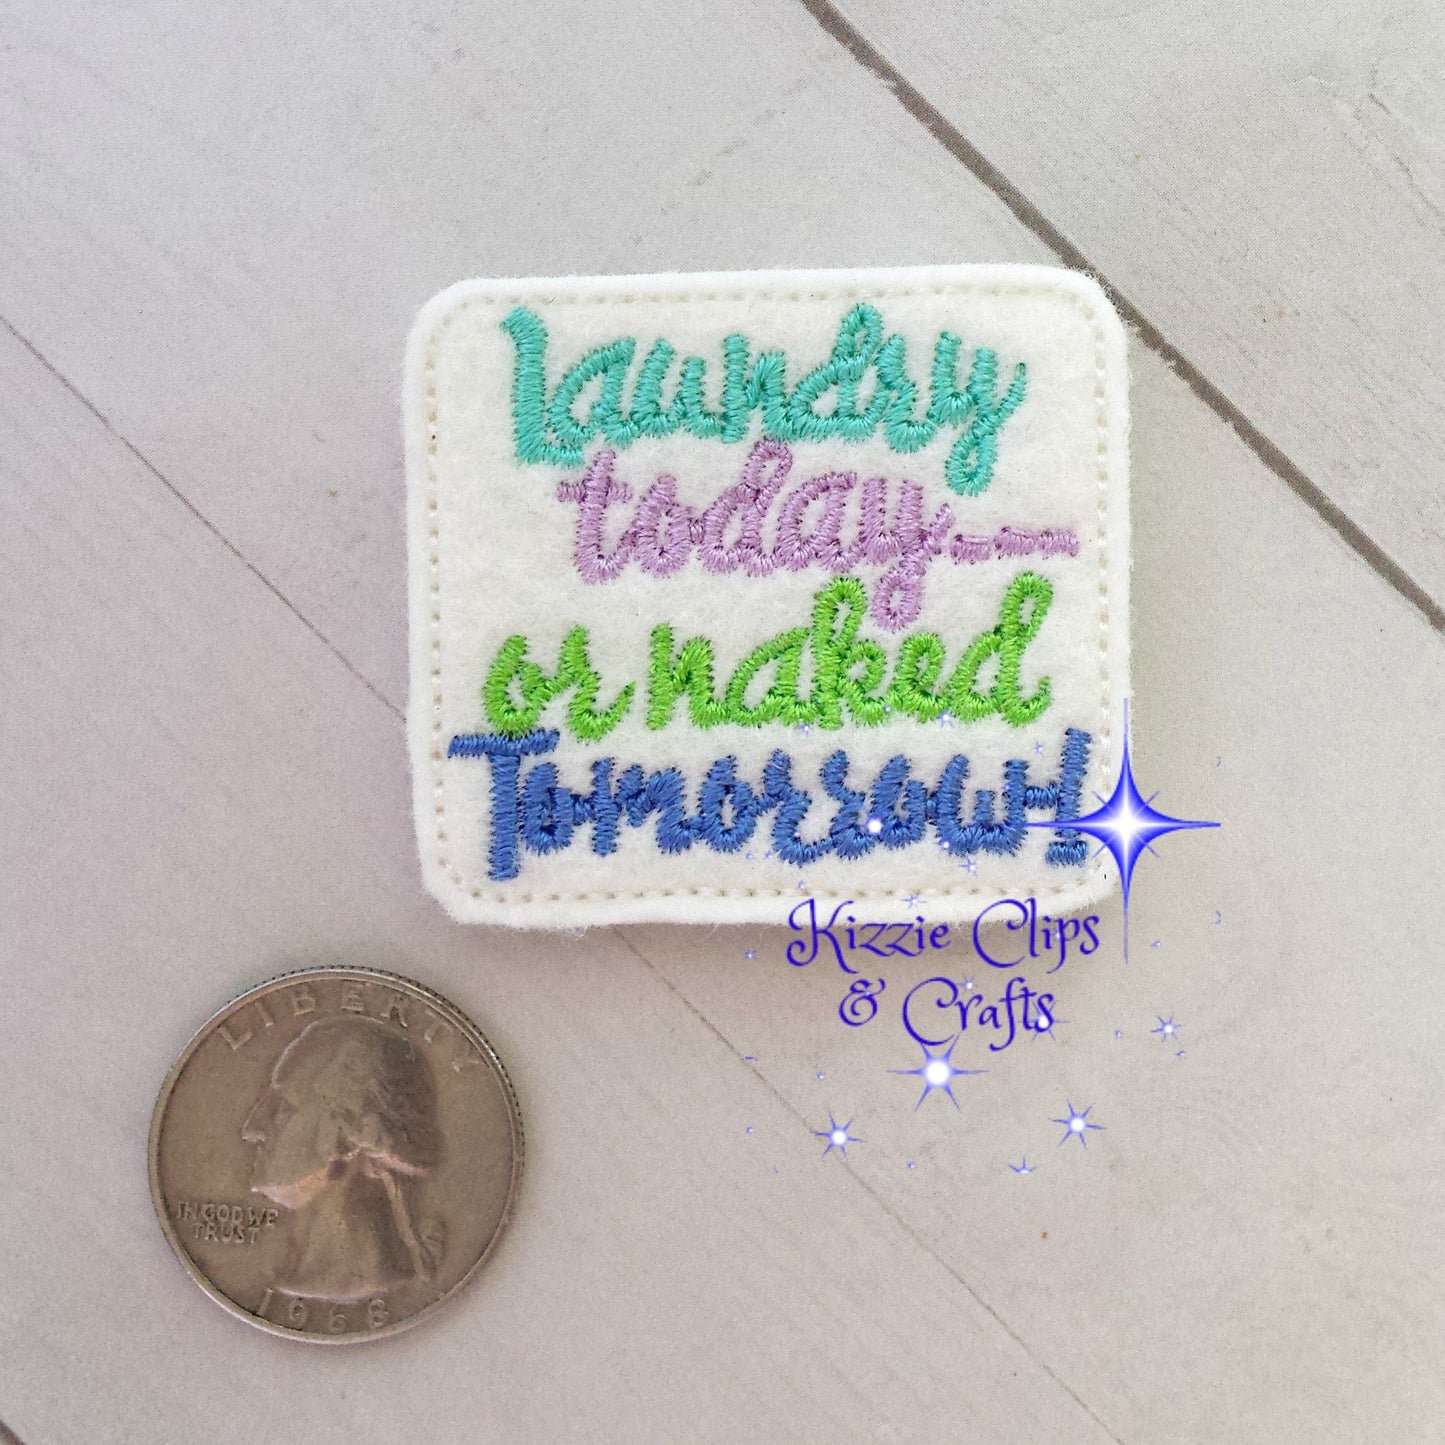 Laundry
today---
or naked
Tomorrow!
Kizzie Clips
& Crafts
LIBERTY
IN GOD WE
TRUST
1968